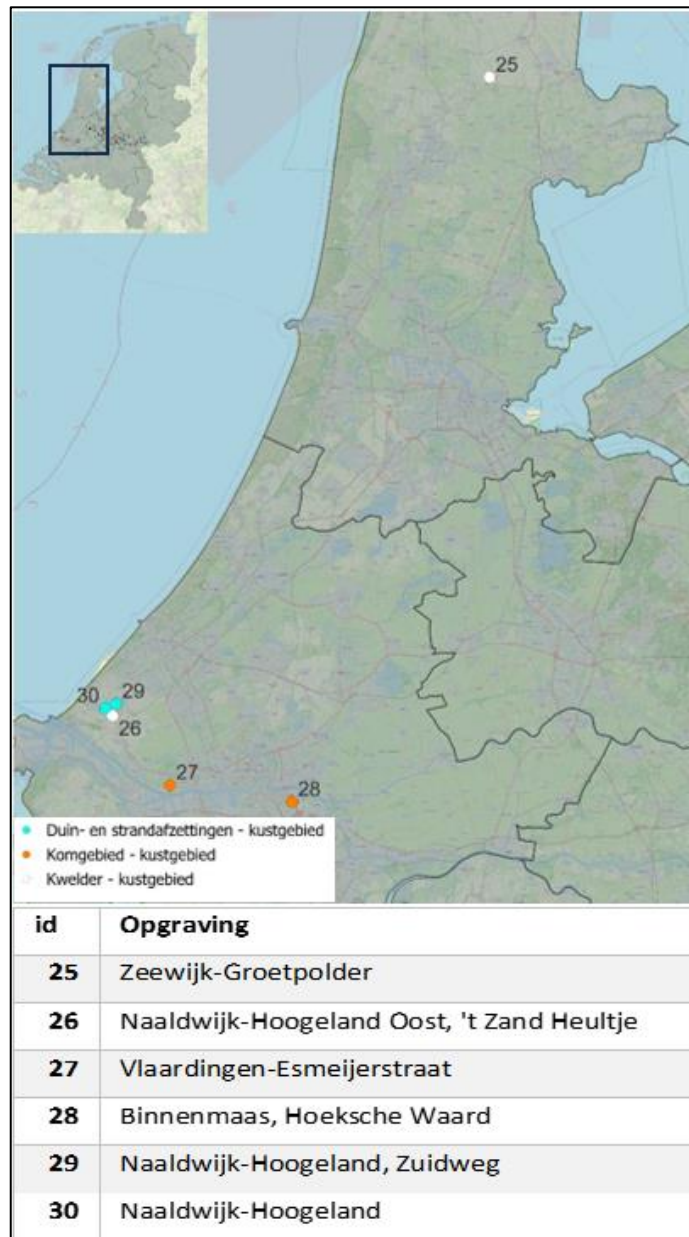 25
30
29
26
27
28
Duin- en strandafzettingen - kustgebied
Komgebied - kustgebied
Kwelder - kustgebied
id Opgraving
25 Zeewijk-Groetpolder
26 Naaldwijk-Hoogeland Oost, 't Zand Heultje
27 Vlaardingen-Esmeijerstraat
28 Binnenmaas, Hoeksche Waard
29 Naaldwijk-Hoogeland, Zuidweg
30 Naaldwijk-Hoogeland